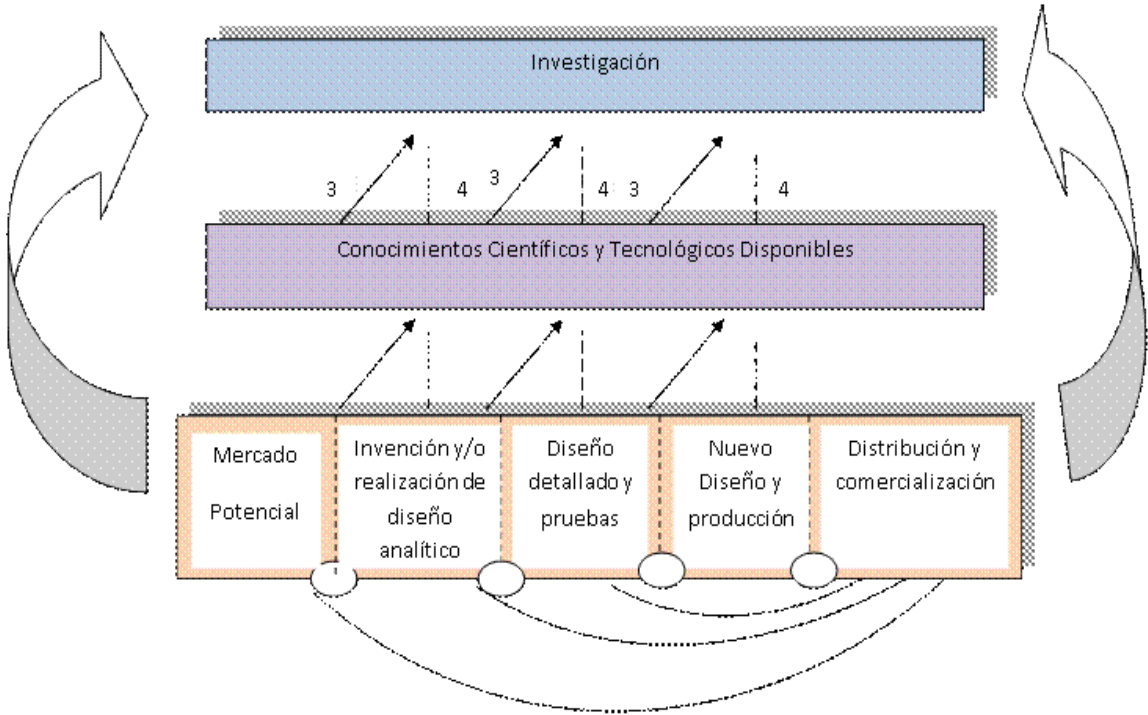 Investigación
3 4 3 4 3 4
Conocimientos Científicos y Tecnológicos Disponibles
Mercado
Potencial
Invención y/o
realización de
diseño
analítico
Diseño
detallado y
pruebas
Nuevo
Diseño y
producción
Distribución y
comercialización